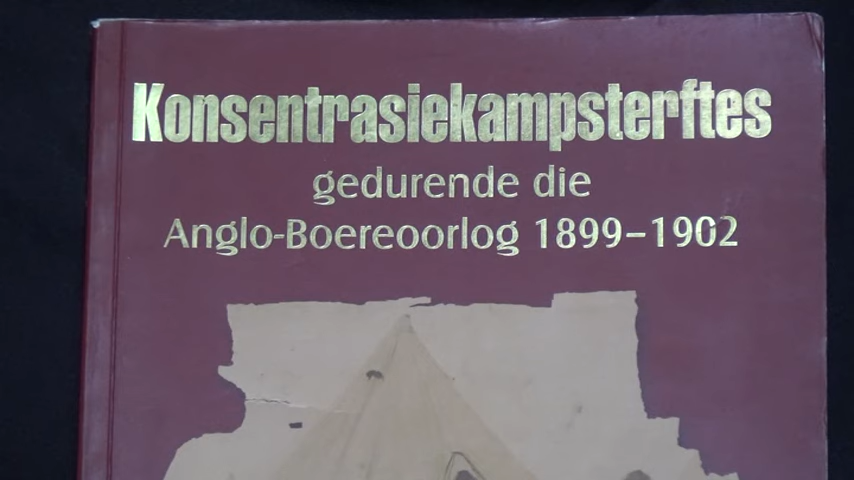 Konsentrasiekampsterftes
gedurende die
Anglo-Boereoorlog 1899–1902